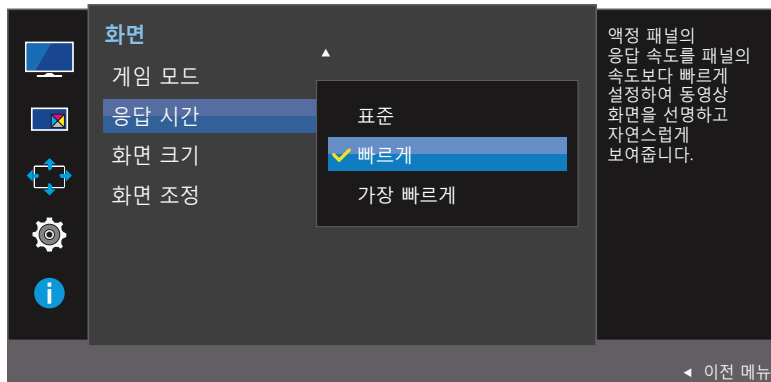 화면
게임 모드
응답 시간
화면 크기
화면 조정
표준
빠르게
가장 빠르게
액정 패널의
응답 속도를 패널의
속도보다 빠르게
설정하여 동영상
화면을 선명하고
자연스럽게
보여줍니다.
이전 메뉴